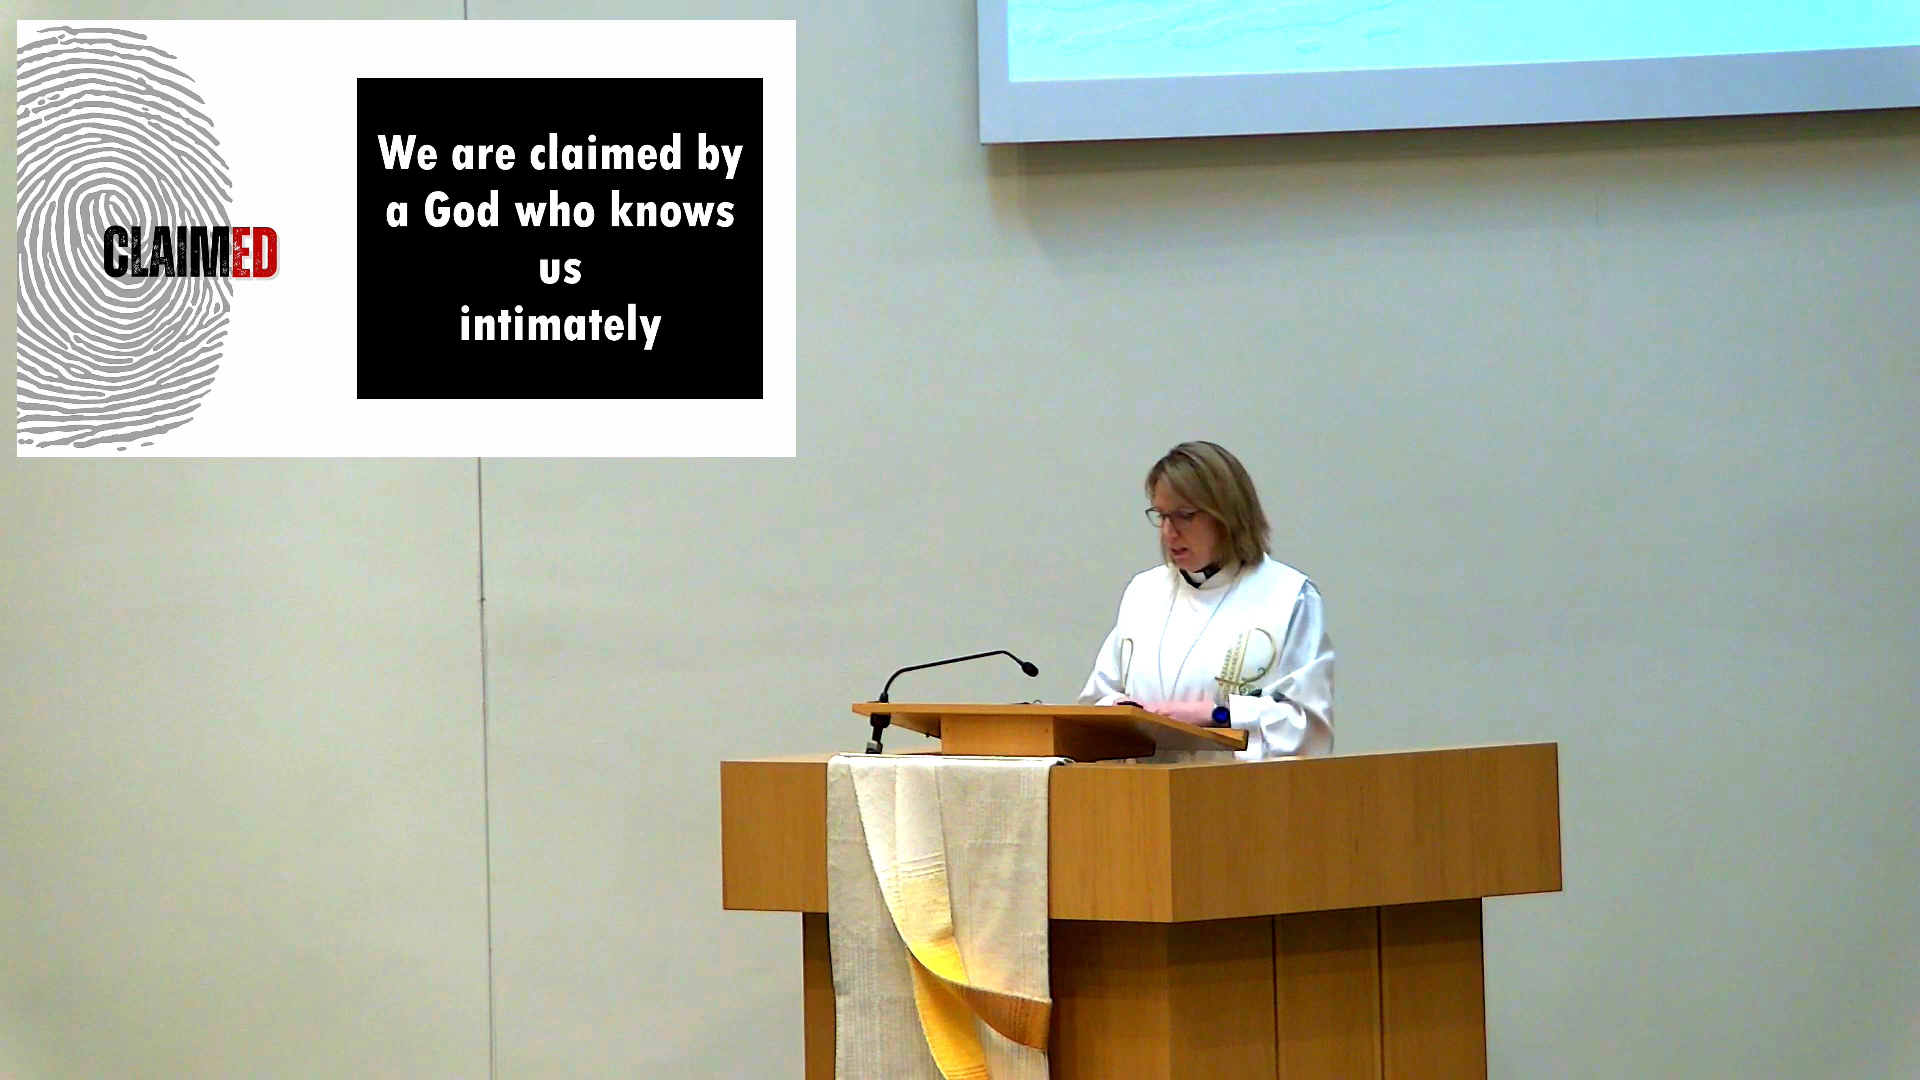 CLAIMED
We are claimed by
a God who knows
us
intimately